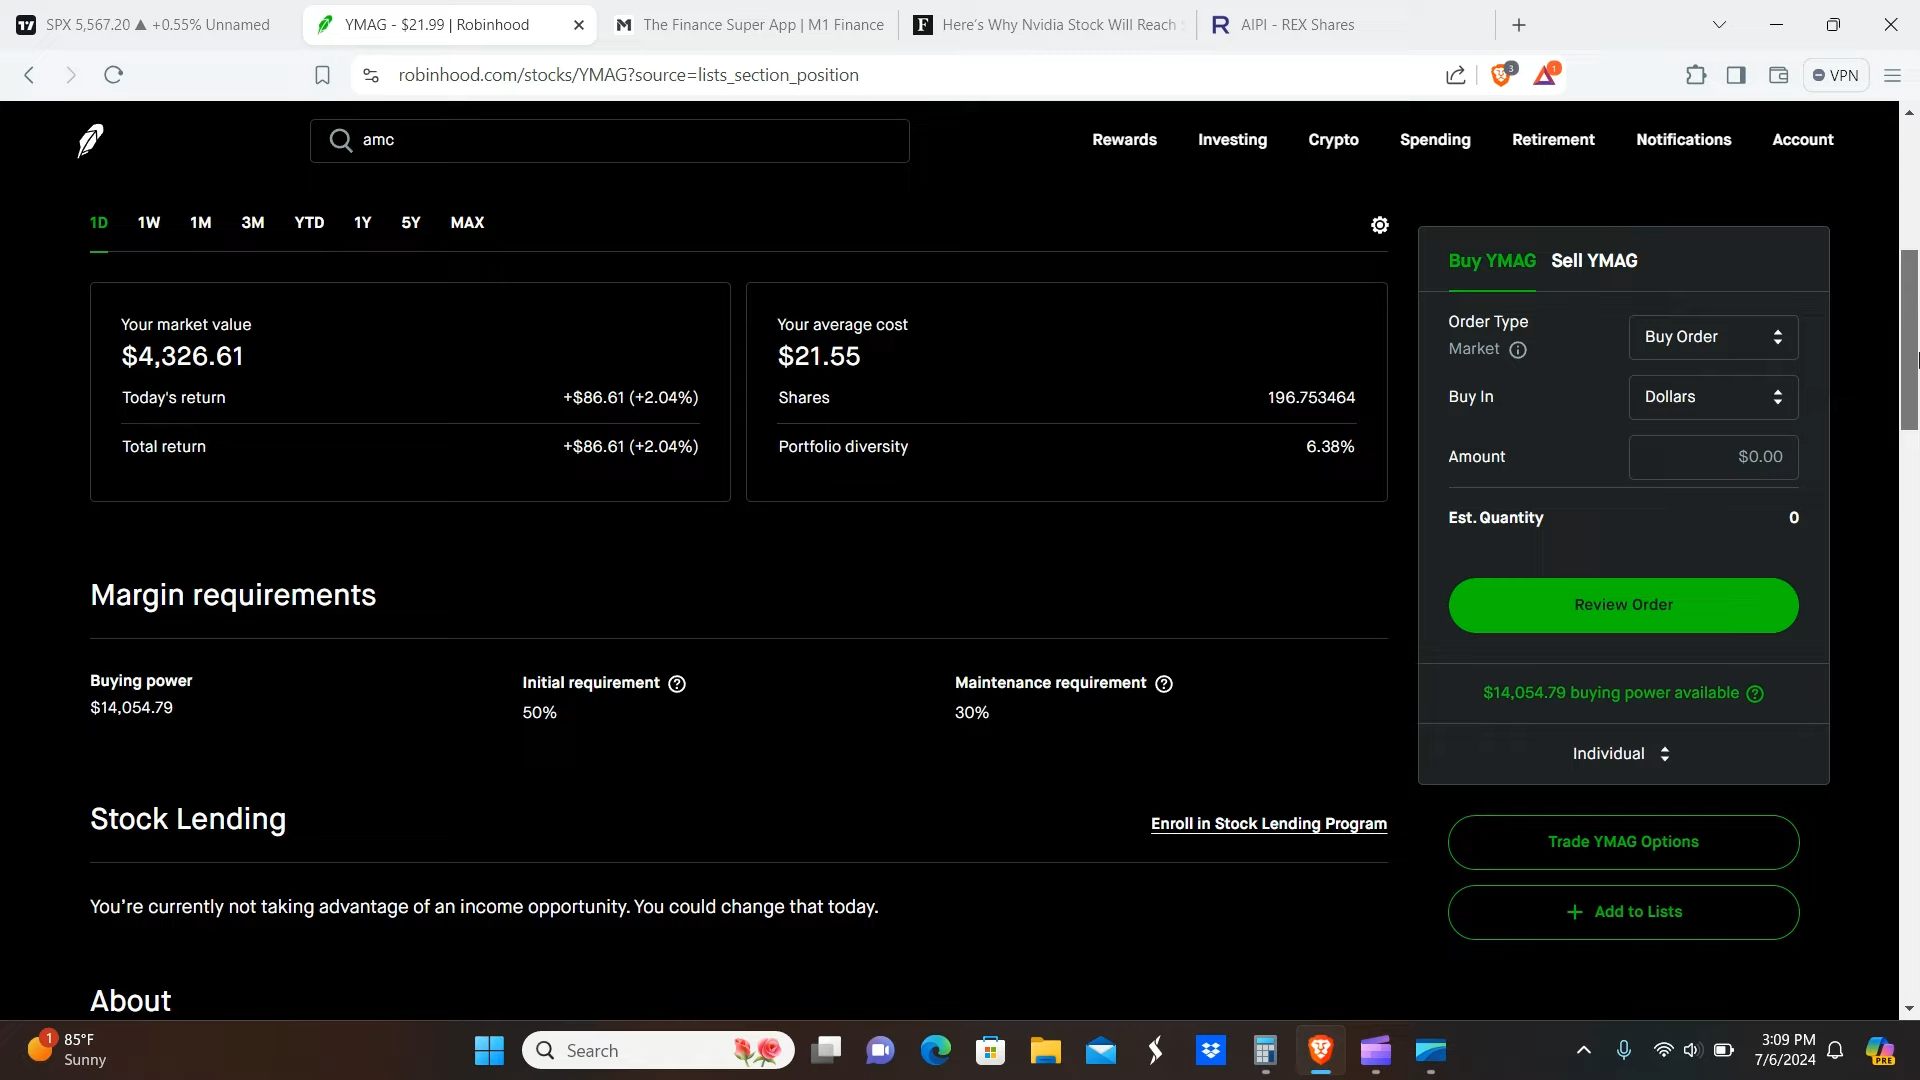 SPX 5,567.20 ▲ +0.55% Unnamed
YMAG - $21.99 | Robinhood
The Finance Super App | M1 Finance
Here's Why Nvidia Stock Will Reach
AIPI - REX Shares
robinhood.com/stocks/YMAG?source=lists_section_position
3
1
VPN
amc
Rewards
Investing
Crypto
Spending
Retirement
Notifications
Account
1D 1W 1M 3M YTD 1Y 5Y MAX
Your market value
$4,326.61
Today's return +$86.61 (+2.04%)
Total return +$86.61 (+2.04%)
Your average cost
$21.55
Shares 196.753464
Portfolio diversity 6.38%
Buy YMAG Sell YMAG
Order Type
Market
Buy Order
Buy In Dollars
Amount $0.00
Est. Quantity 0
Review Order
$14,054.79 buying power available
Individual
Trade YMAG Options
+ Add to Lists
Margin requirements
Buying power
$14,054.79
Initial requirement
50%
Maintenance requirement
30%
Stock Lending
Enroll in Stock Lending Program
You're currently not taking advantage of an income opportunity. You could change that today.
About
1
85°F
Sunny
Search
3:09 PM
7/6/2024
PRE